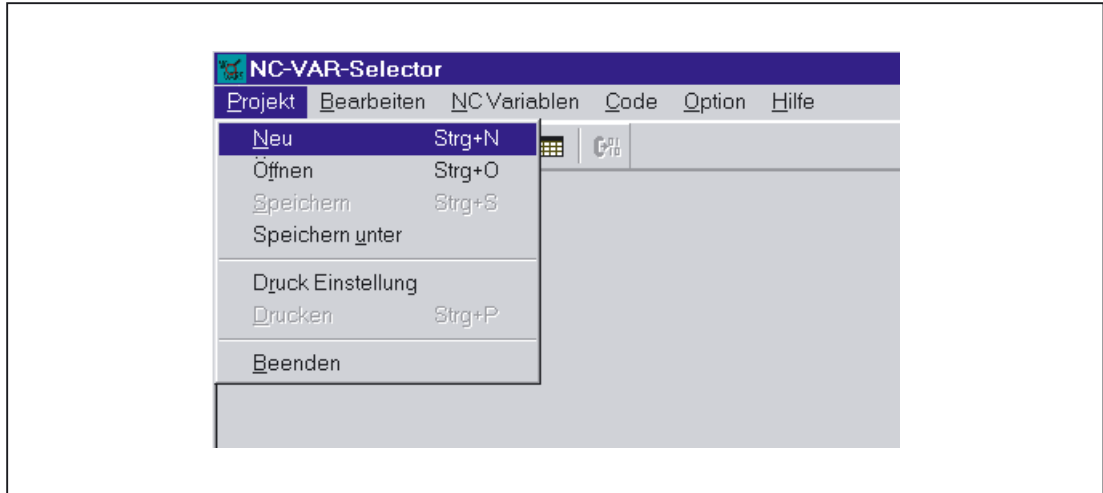 NC-VAR-Selector
Projekt Bearbeiten NC Variablen Code Option Hilfe
Neu Strg+N
Öffnen Strg+O
Speichern Strg+S
Speichern unter
Druck Einstellung
Drucken Strg+P
Beenden